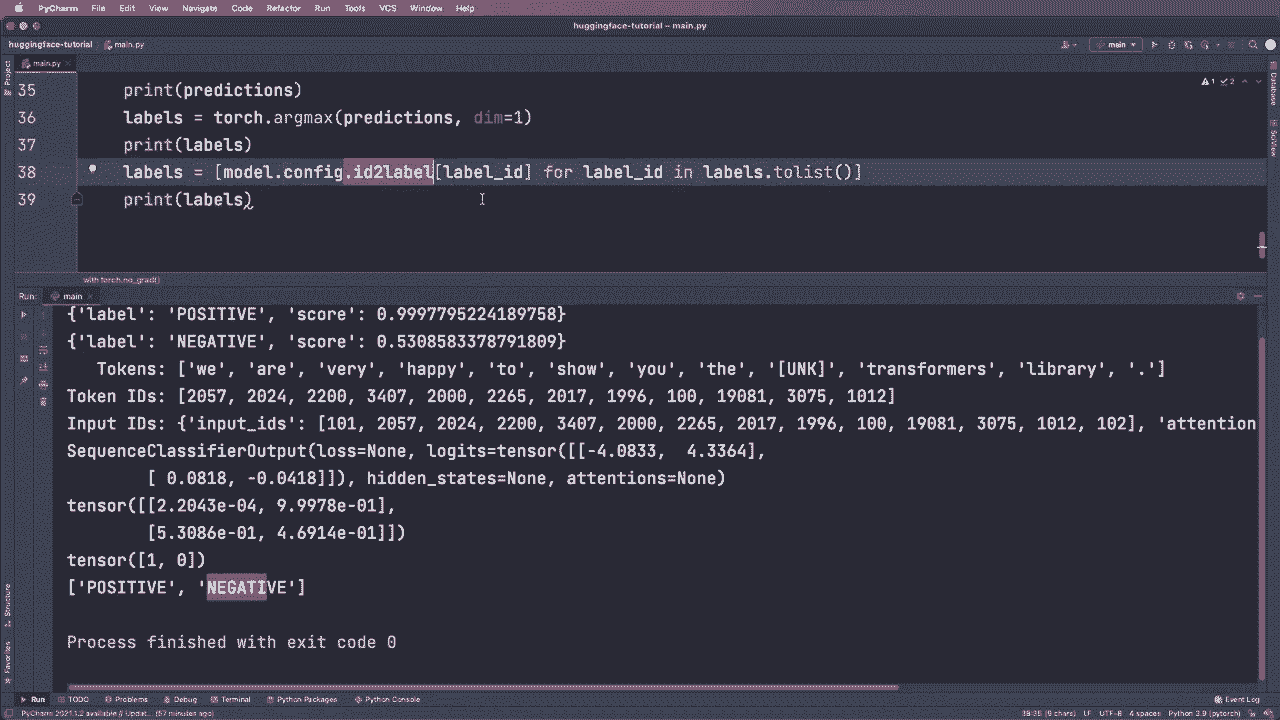 PyCharm File Edit View Navigate Code Refactor Run Tools VCS Window Help
huggingface-tutorial – main.py
huggingface-tutorial main.py main
Project
main.py
1 2
Database
SciView
35 print(predictions)
36 labels = torch.argmax(predictions, dim=1)
37 print(labels)
38 labels = [model.config.id2label[label_id] for label_id in labels.tolist()]
39 print(labels)
with torch.no_grad()
Run: main
{'label': 'POSITIVE', 'score': 0.9997795224189758}
{'label': 'NEGATIVE', 'score': 0.5308583378791809}
Tokens: ['we', 'are', 'very', 'happy', 'to', 'show', 'you', 'the', '[UNK]', 'transformers', 'library', '.']
Token IDs: [2057, 2024, 2200, 3407, 2000, 2265, 2017, 1996, 100, 19081, 3075, 1012]
Input IDs: {'input_ids': [101, 2057, 2024, 2200, 3407, 2000, 2265, 2017, 1996, 100, 19081, 3075, 1012, 102], 'attention
SequenceClassifierOutput(loss=None, logits=tensor([[-4.0833, 4.3364],
[ 0.0818, -0.0418]]), hidden_states=None, attentions=None)
tensor([[2.2043e-04, 9.9978e-01],
[5.3086e-01, 4.6914e-01]])
tensor([1, 0])
['POSITIVE', 'NEGATIVE']
Process finished with exit code 0
Structure
Favorites
Run TODO Problems Debug Terminal Python Packages Python Console Event Log
PyCharm 2021.1.2 available // Updat... (57 minutes ago) 38:35 (9 chars) LF UTF-8 4 spaces Python 3.9 (pytorch)